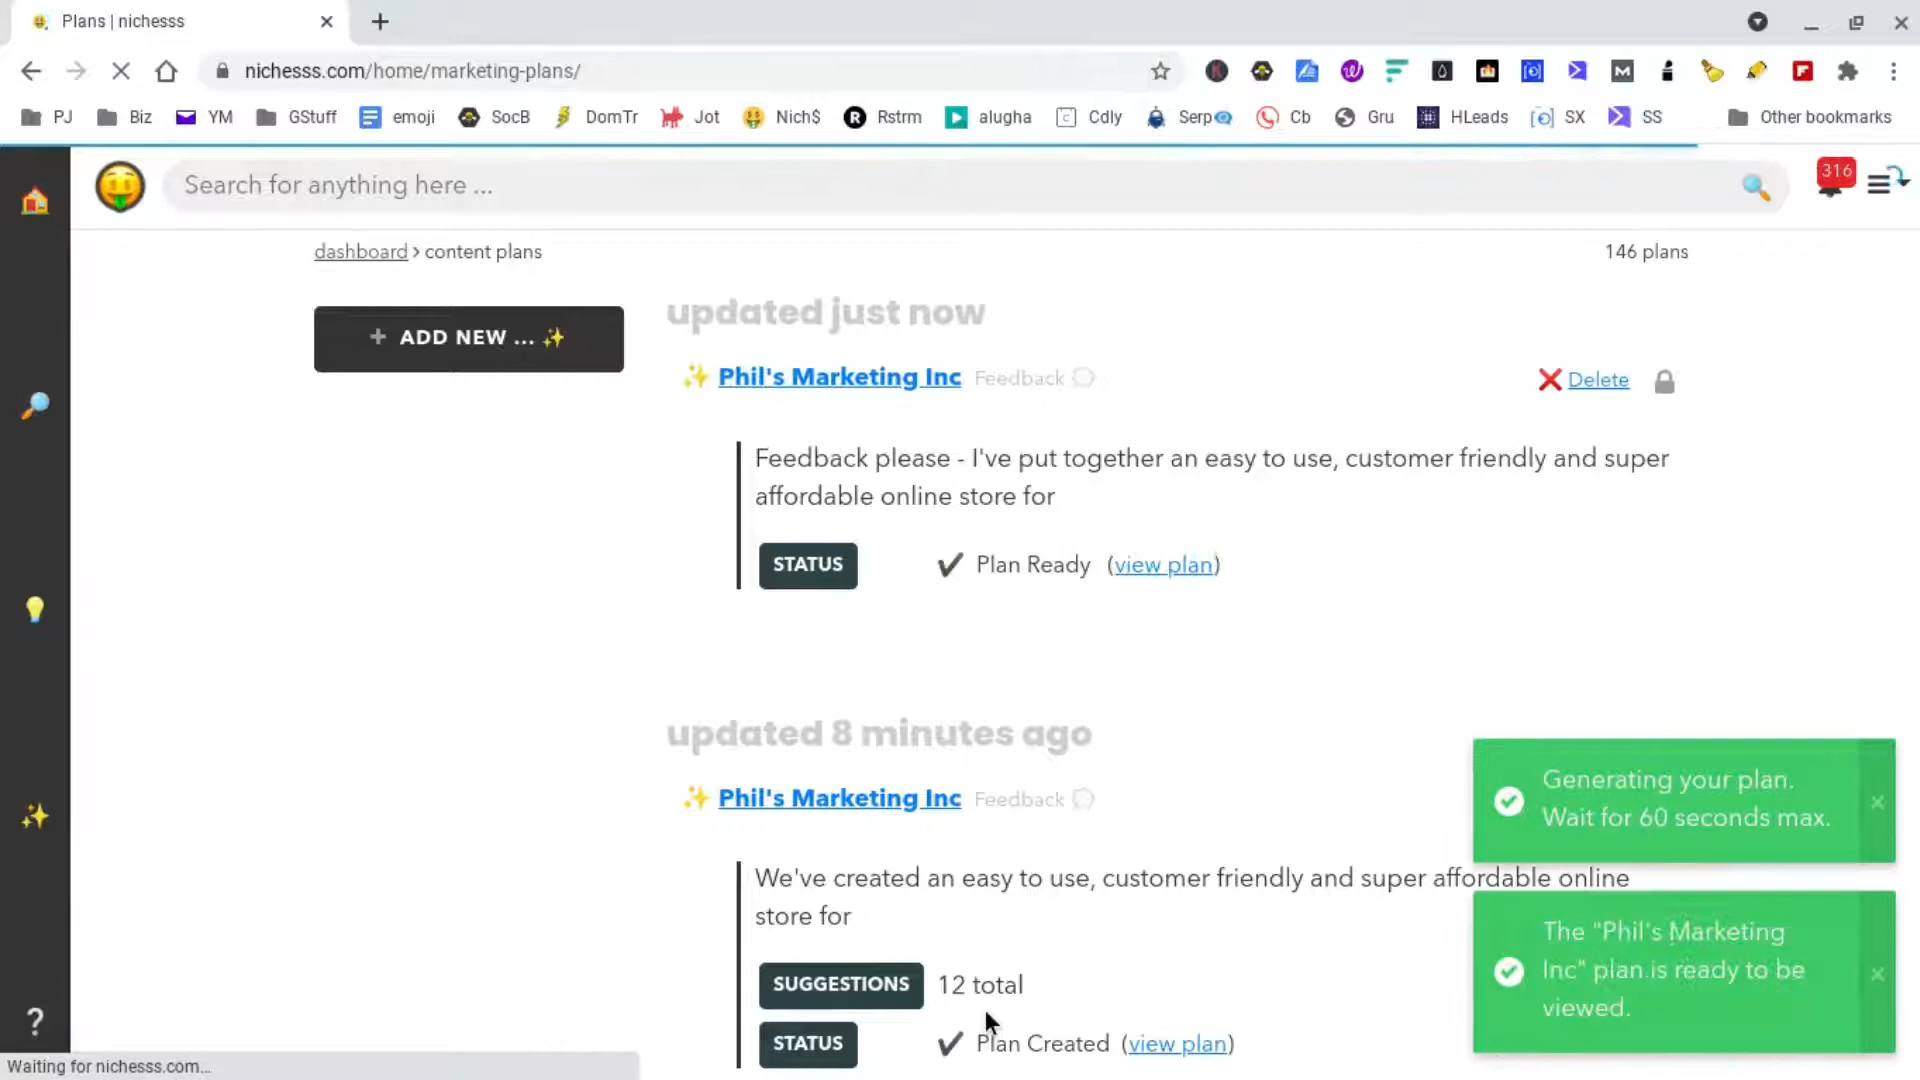 Plans | nichesss
nichesss.com/home/marketing-plans/
PJ Biz YM GStuff emoji SocB DomTr Jot Nich$ Rstrm alugha Cdly Serp Cb Gru HLeads SX SS Other bookmarks
Search for anything here ...
316
dashboard › content plans
146 plans
+ ADD NEW ...
updated just now
Phil's Marketing Inc Feedback
Delete
Feedback please - I've put together an easy to use, customer friendly and super
affordable online store for
STATUS
Plan Ready (view plan)
updated 8 minutes ago
Phil's Marketing Inc Feedback
We've created an easy to use, customer friendly and super affordable online
store for
SUGGESTIONS
12 total
STATUS
Plan Created (view plan)
Generating your plan.
Wait for 60 seconds max.
The "Phil's Marketing
Inc" plan is ready to be
viewed.
?
Waiting for nichesss.com...